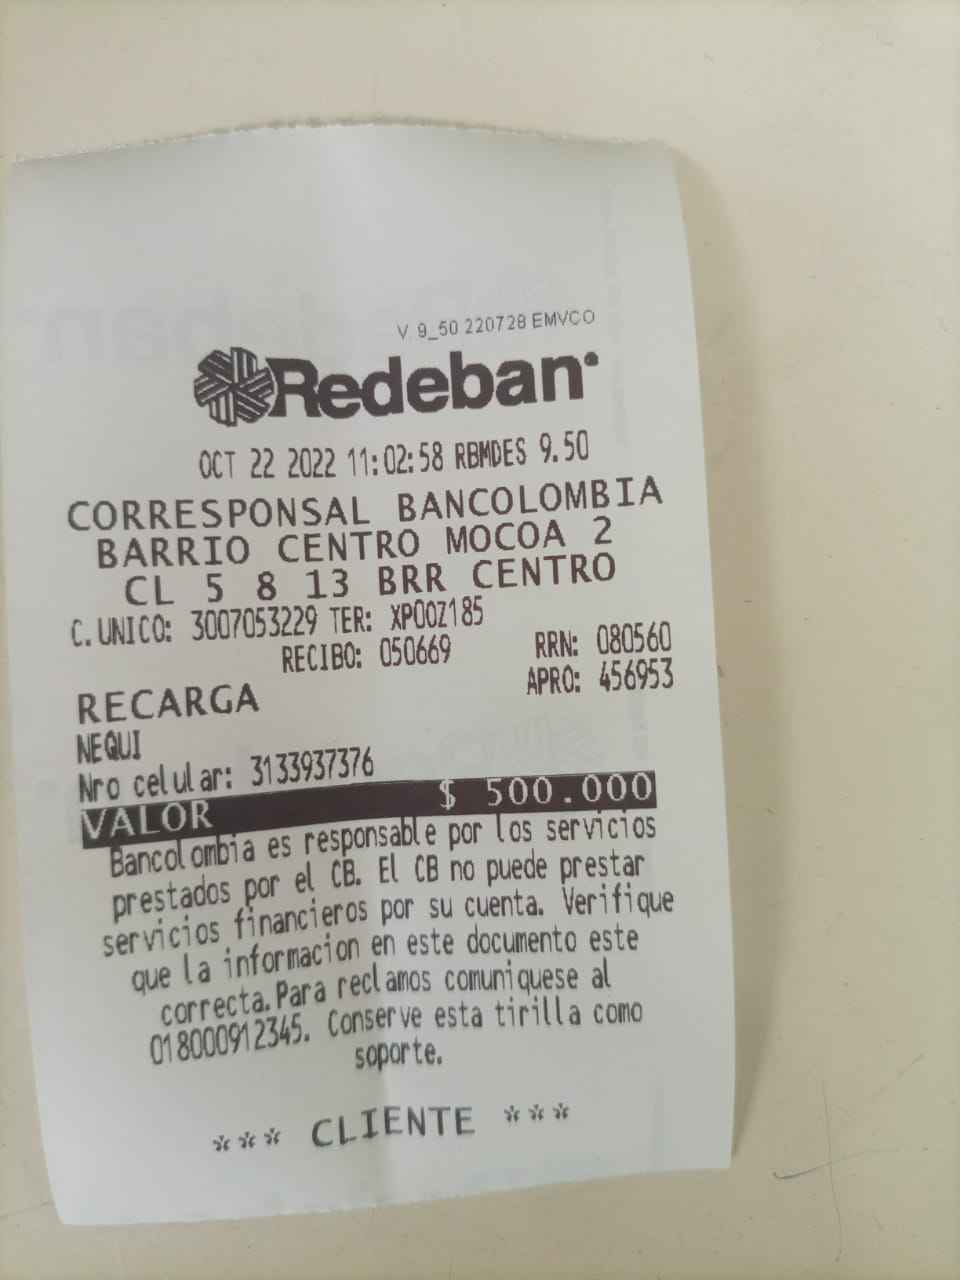 V 9_50 220728 EMVCO
Redeban
OCT 22 2022 11:02:58 RBMDES 9.50
CORRESPONSAL BANCOLOMBIA
BARRIO CENTRO MOCOA 2
CL 5 8 13 BRR CENTRO
C.UNICO: 3007053229 TER: XP00Z185
RECIBO: 050669 RRN: 080560
RECARGA APRO: 456953
NEQUI
Nro celular: 3133937376
VALOR $ 500.000
Bancolombia es responsable por los servicios
prestados por el CB. El CB no puede prestar
servicios financieros por su cuenta. Verifique
que la informacion en este documento este
correcta.Para reclamos comuniquese al
018000912345. Conserve esta tirilla como
soporte.
*** CLIENTE ***